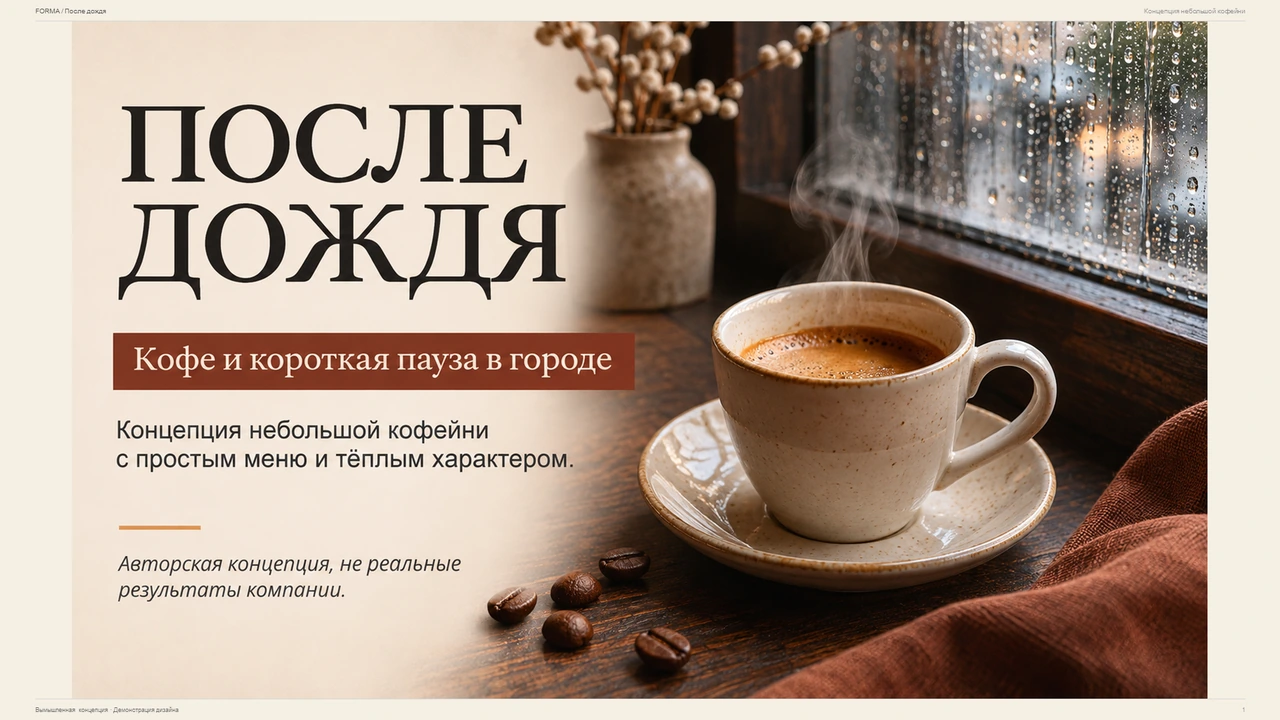 FORMA / После дождя
Концепция небольшой кофейни
ПОСЛЕ
ДОЖДЯ
Кофе и короткая пауза в городе
Концепция небольшой кофейни
с простым меню и тёплым характером.
Авторская концепция, не реальные
результаты компании.
Вымышленная концепция · Демонстрация дизайна
1